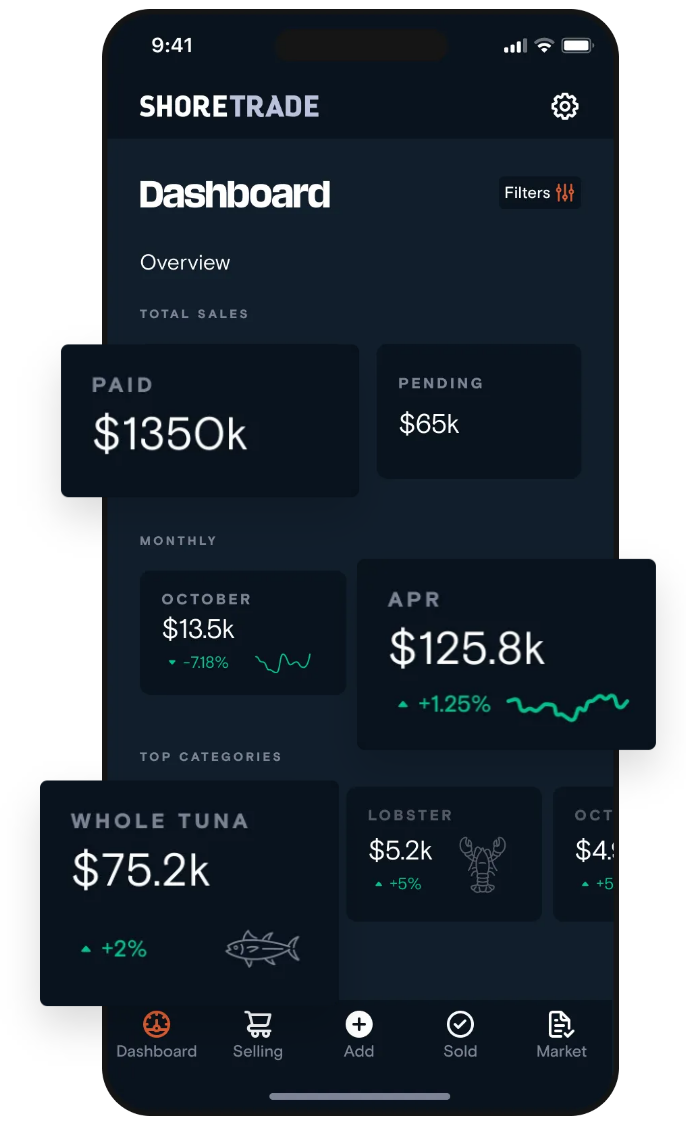 9:41
SHORETRADE
Dashboard
Filters
Overview
TOTAL SALES
PAID
$1350k
PENDING
$65k
MONTHLY
OCTOBER
$13.5k
-7.18%
APR
$125.8k
+1.25%
TOP CATEGORIES
WHOLE TUNA
$75.2k
+2%
LOBSTER
$5.2k
+5%
OCT
$4.
+5
Dashboard
Selling
Add
Sold
Market